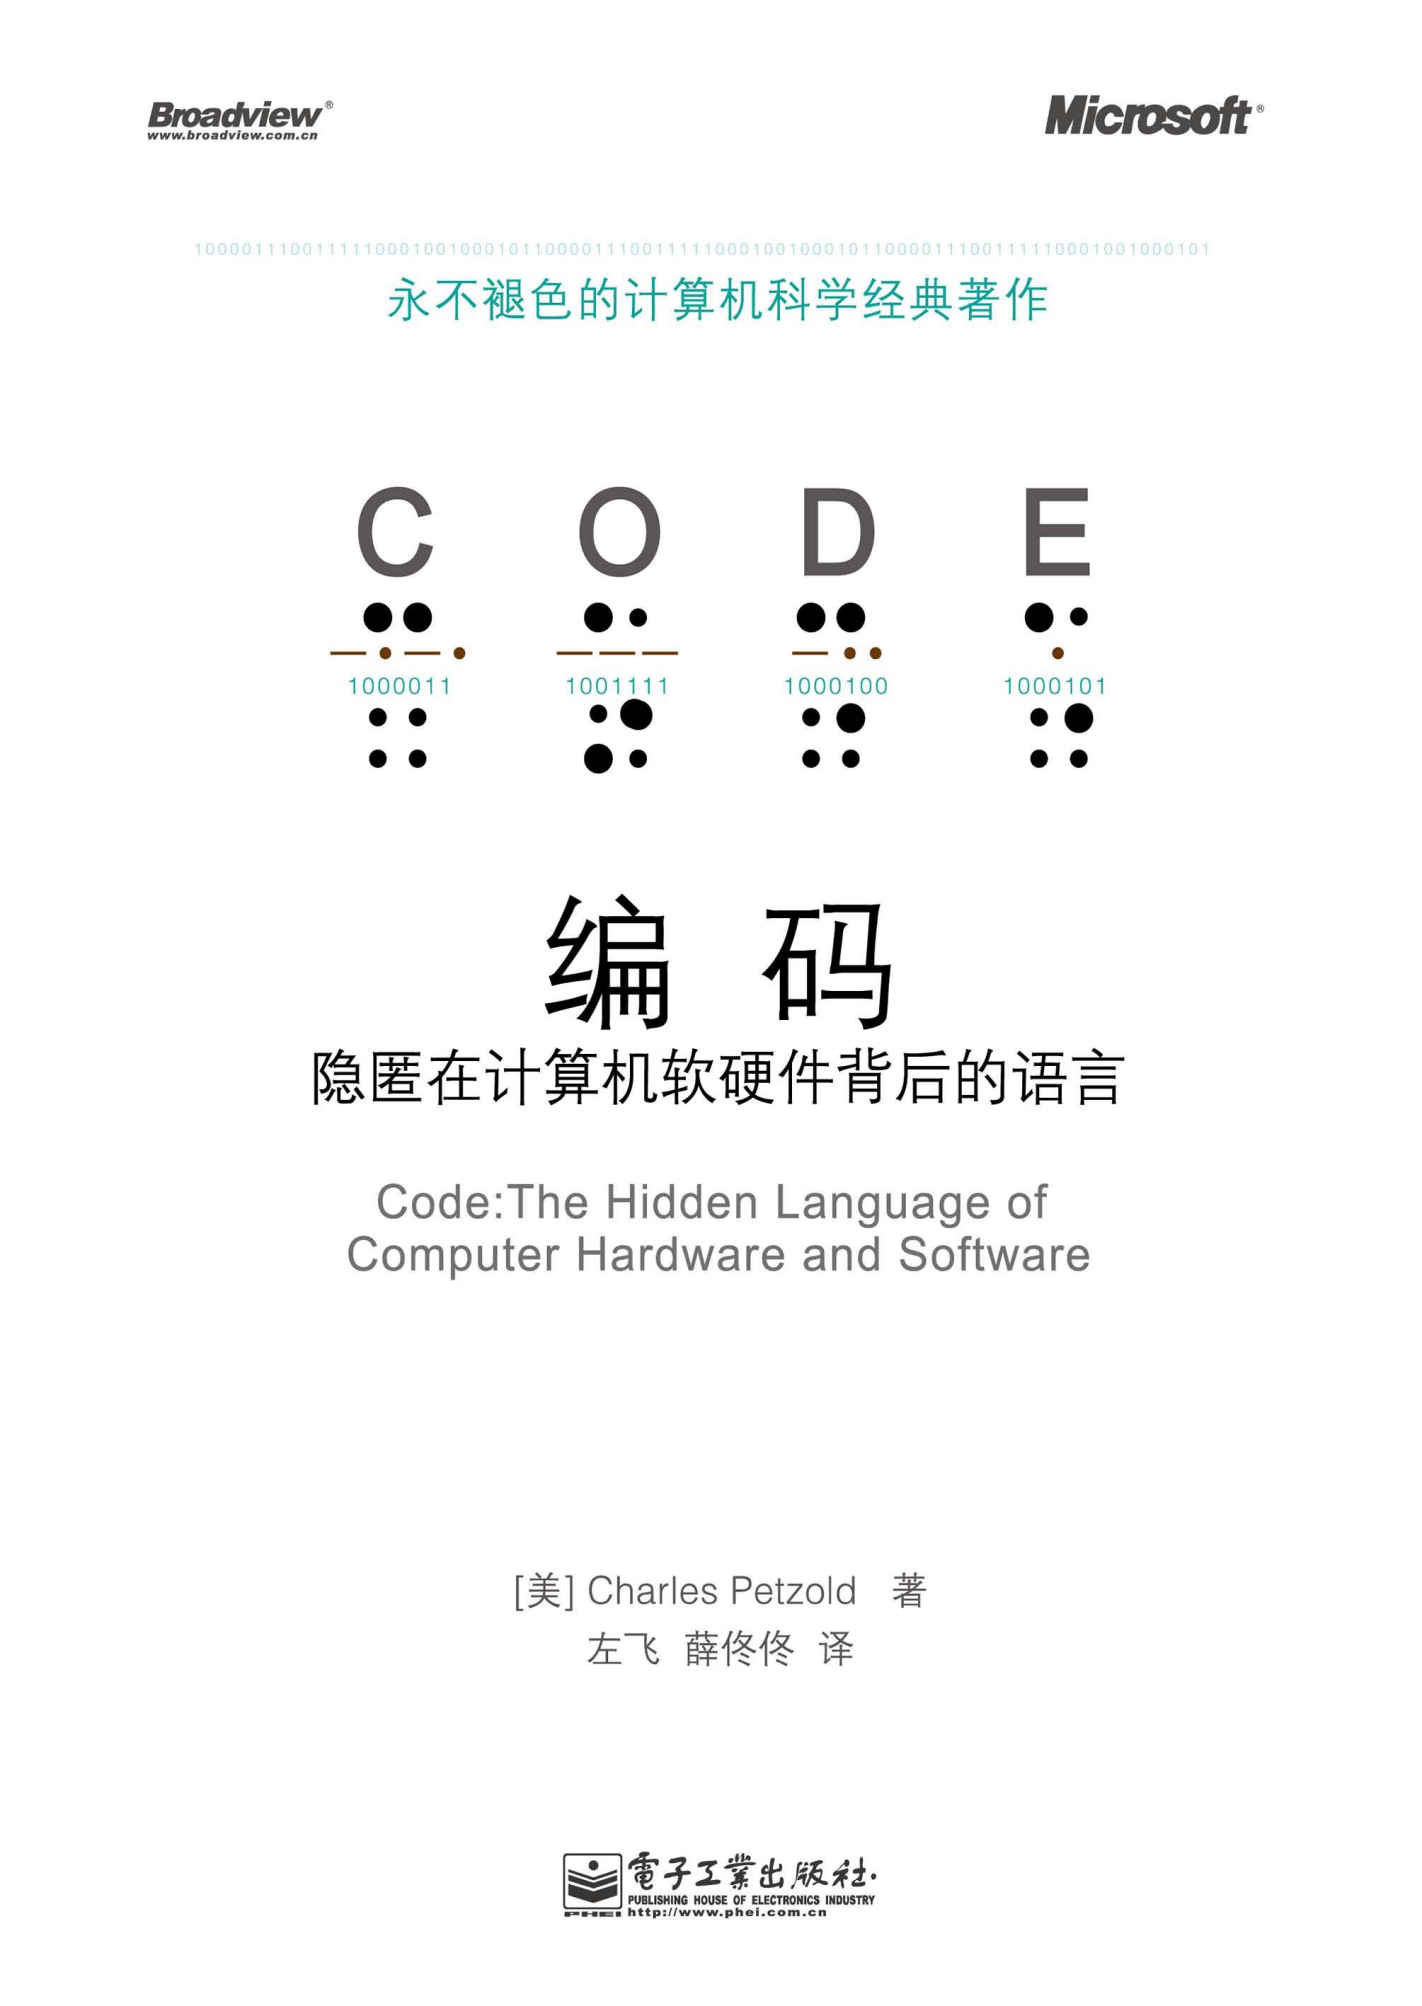 Broadview®
www.broadview.com.cn
Microsoft®
1000011100111110001001000101100001110011111000100100010110000111001111100010010​00101
永不褪色的计算机科学经典著作
C O D E
1000011 1001111 1000100 1000101
编 码
隐匿在计算机软硬件背后的语言
Code:The Hidden Language of
Computer Hardware and Software
[美] Charles Petzold 著
左飞 薛佟佟 译
電子工業出版社·
PUBLISHING HOUSE OF ELECTRONICS INDUSTRY
PHEI http://www.phei.com.cn